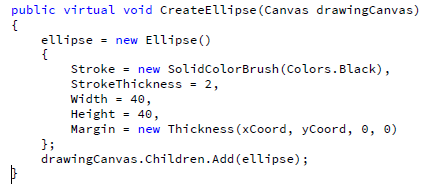 public virtual void CreateEllipse(Canvas drawingCanvas)
{
    ellipse = new Ellipse()
    {
        Stroke = new SolidColorBrush(Colors.Black),
        StrokeThickness = 2,
        Width = 40,
        Height = 40,
        Margin = new Thickness(xCoord, yCoord, 0, 0)
    };
    drawingCanvas.Children.Add(ellipse);
}